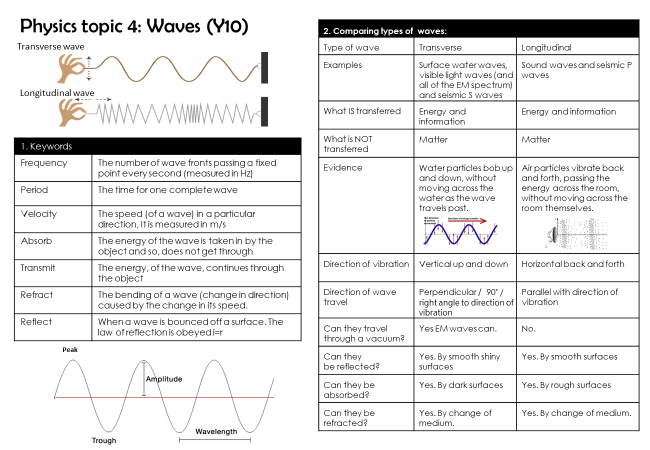 Physics topic 4: Waves (Y10)
Transverse wave
Longitudinal wave
1. Keywords
Frequency
The number of wave fronts passing a fixed
point every second (measured in Hz)
Period
The time for one complete wave
Velocity
The speed (of a wave) in a particular
direction, It is measured in m/s
Absorb
The energy of the wave is taken in by the
object and so, does not get through
Transmit
The energy, of the wave, continues through
the object
Refract
The bending of a wave (change in direction)
caused by the change in its speed.
Reflect
When a wave is bounced off a surface. The
law of reflection is obeyed i=r
Peak
Amplitude
Trough
Wavelength
2. Comparing types of waves:
Type of wave
Transverse
Longitudinal
Examples
Surface water waves,
visible light waves (and
all of the EM spectrum)
and seismic S waves
Sound waves and seismic P
waves
What IS transferred
Energy and
information
Energy and information
What is NOT
transferred
Matter
Matter
Evidence
Water particles bob up
and down, without
moving across the
water as the wave
travels past.
Air particles vibrate back
and forth, passing the
energy across the room,
without moving across the
room themselves.
Direction of vibration
Vertical up and down
Horizontal back and forth
Direction of wave
travel
Perpendicular / 90° /
right angle to direction of
vibration
Parallel with direction of
vibration
Can they travel
through a vacuum?
Yes EM waves can.
No.
Can they
be reflected?
Yes. By smooth shiny
surfaces
Yes. By smooth surfaces
Can they be
absorbed?
Yes. By dark surfaces
Yes. By rough surfaces
Can they be
refracted?
Yes. By change of
medium.
Yes. By change of medium.